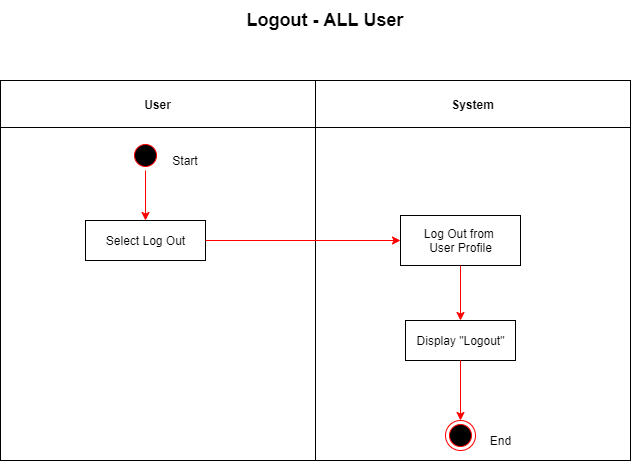 Logout - ALL User
User
System
Start
Select Log Out
Log Out from
User Profile
Display "Logout"
End